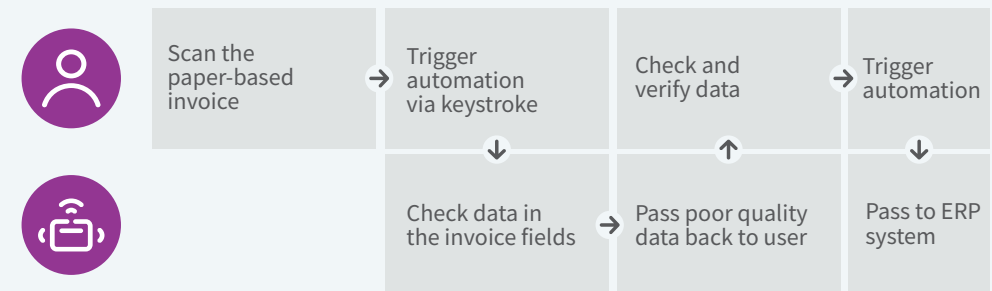 Scan the
paper-based
invoice
Trigger
automation
via keystroke
Check and
verify data
Trigger
automation
Check data in
the invoice fields
Pass poor quality
data back to user
Pass to ERP
system